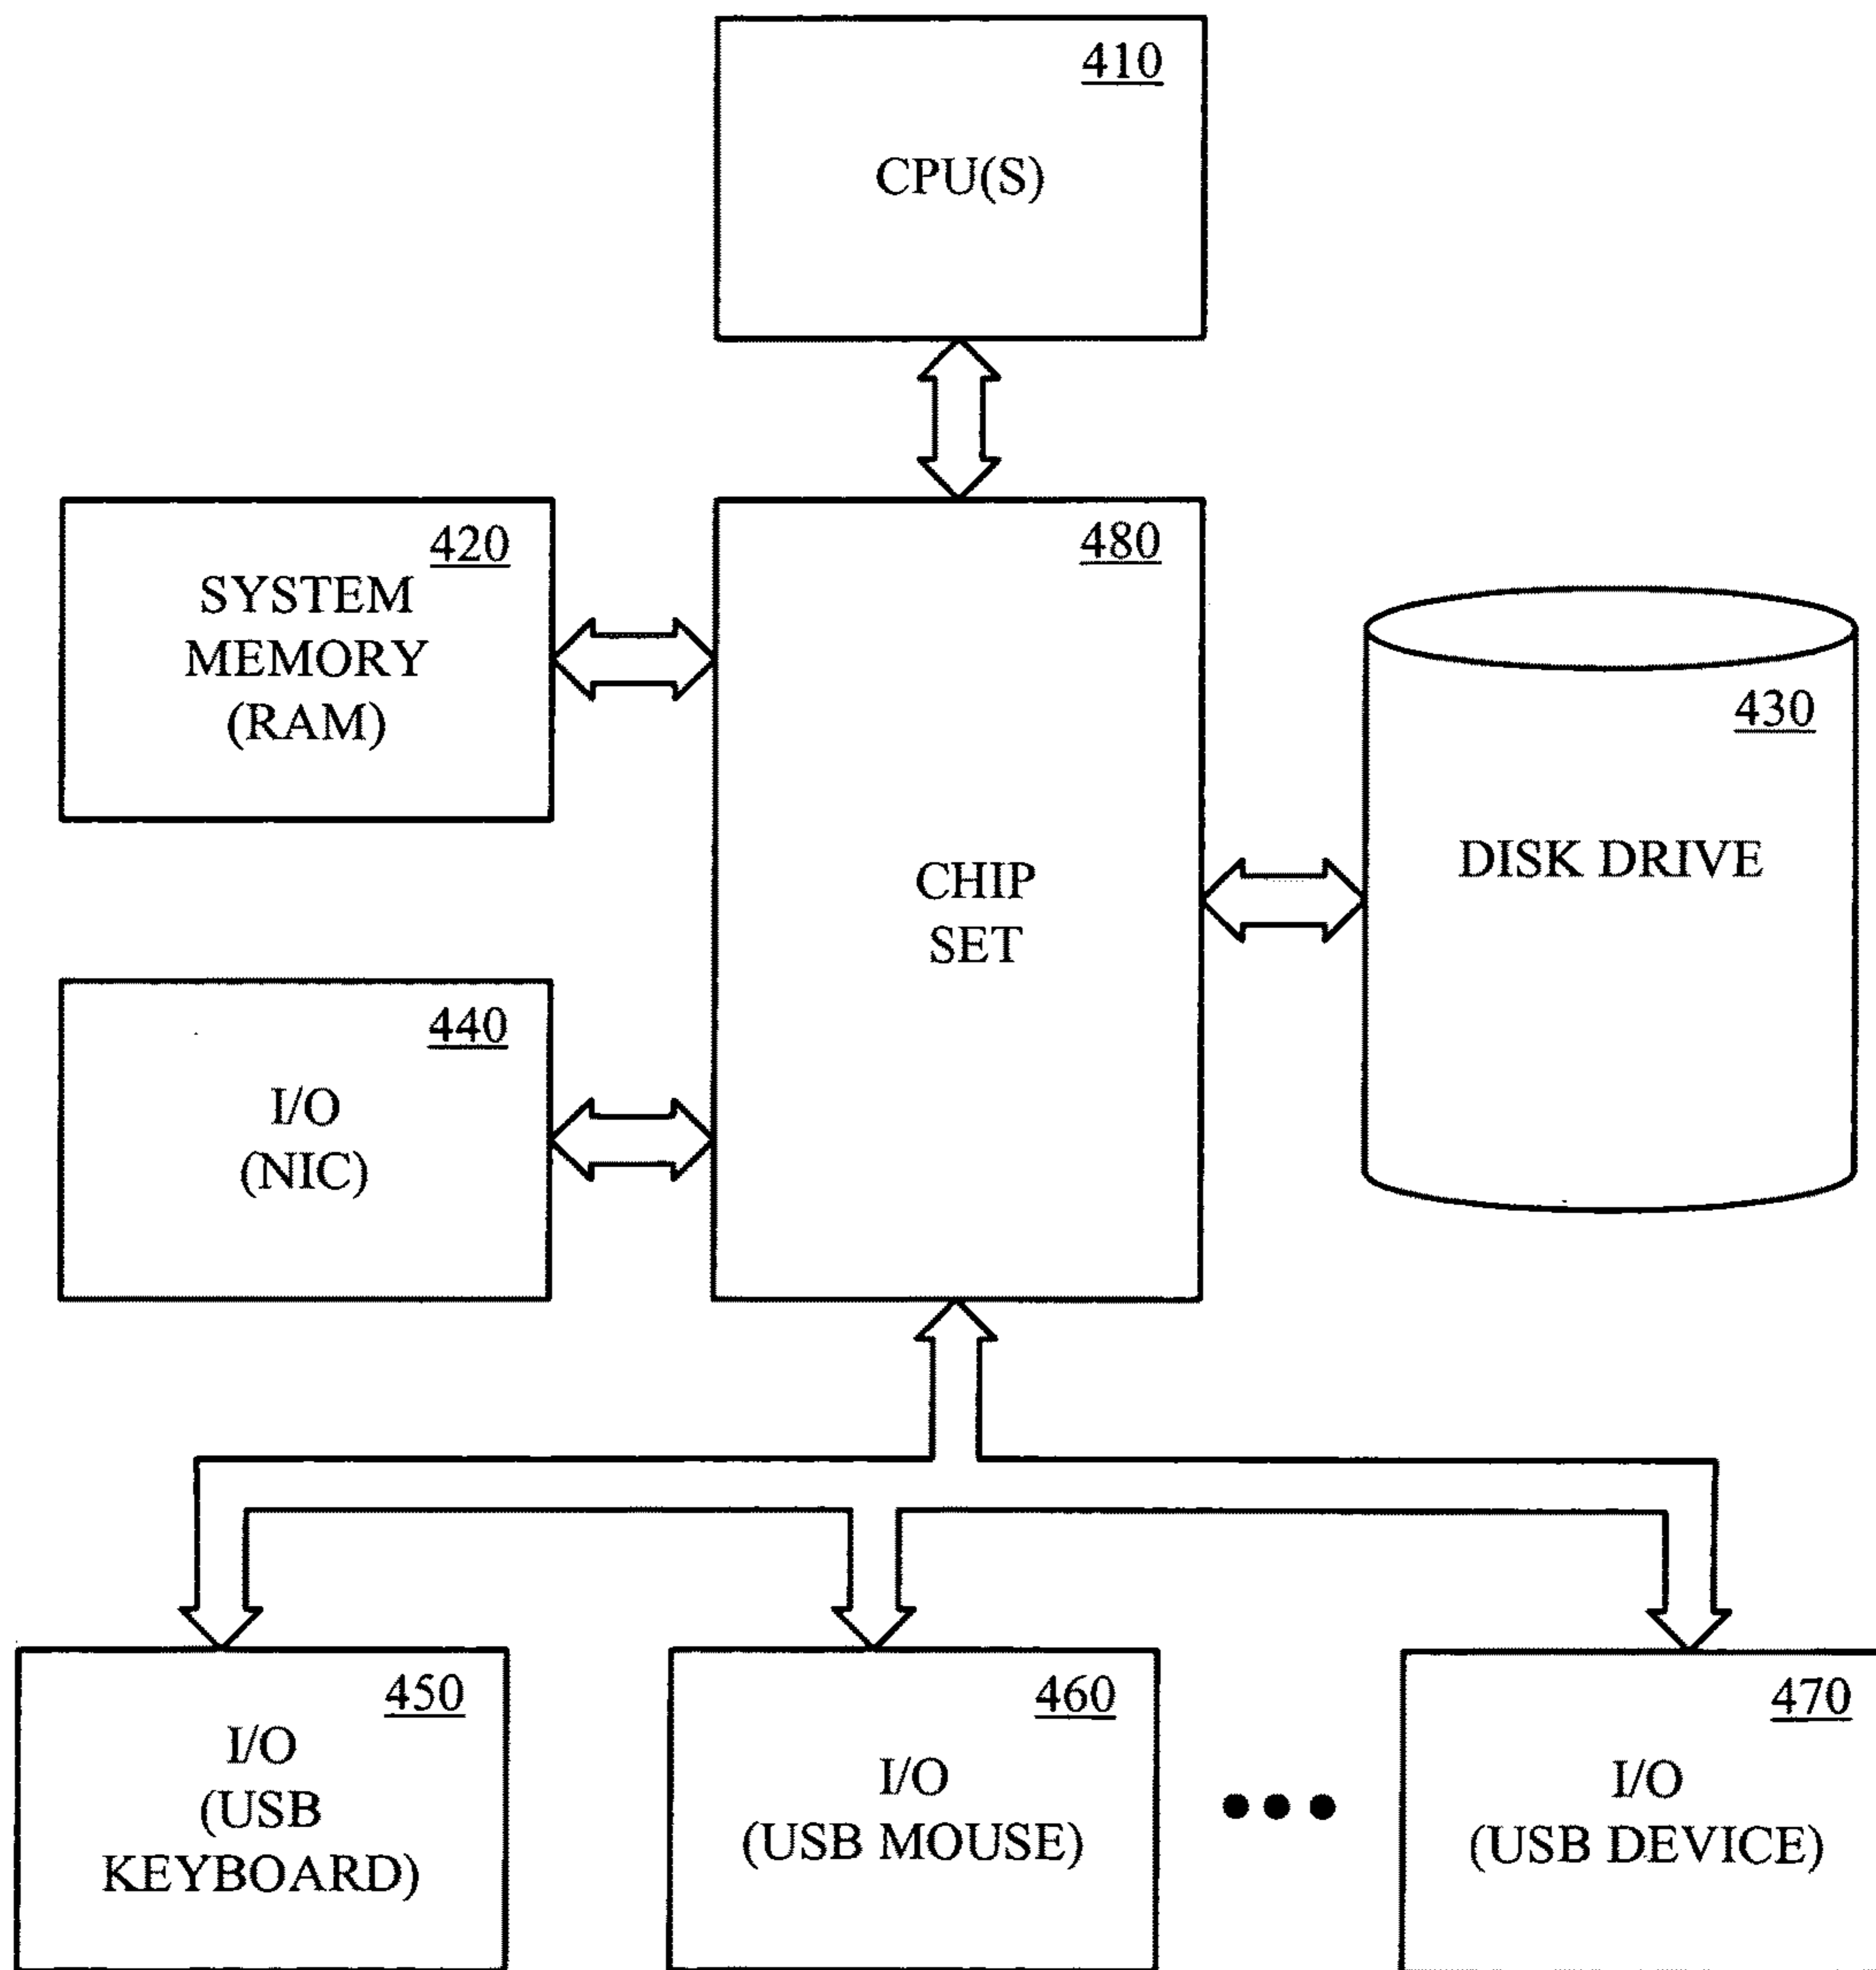 410
CPU(S)
420
SYSTEM
MEMORY
(RAM)
480
CHIP
SET
430
DISK DRIVE
440
I/O
(NIC)
450
I/O
(USB
KEYBOARD)
460
I/O
(USB MOUSE)
470
I/O
(USB DEVICE)